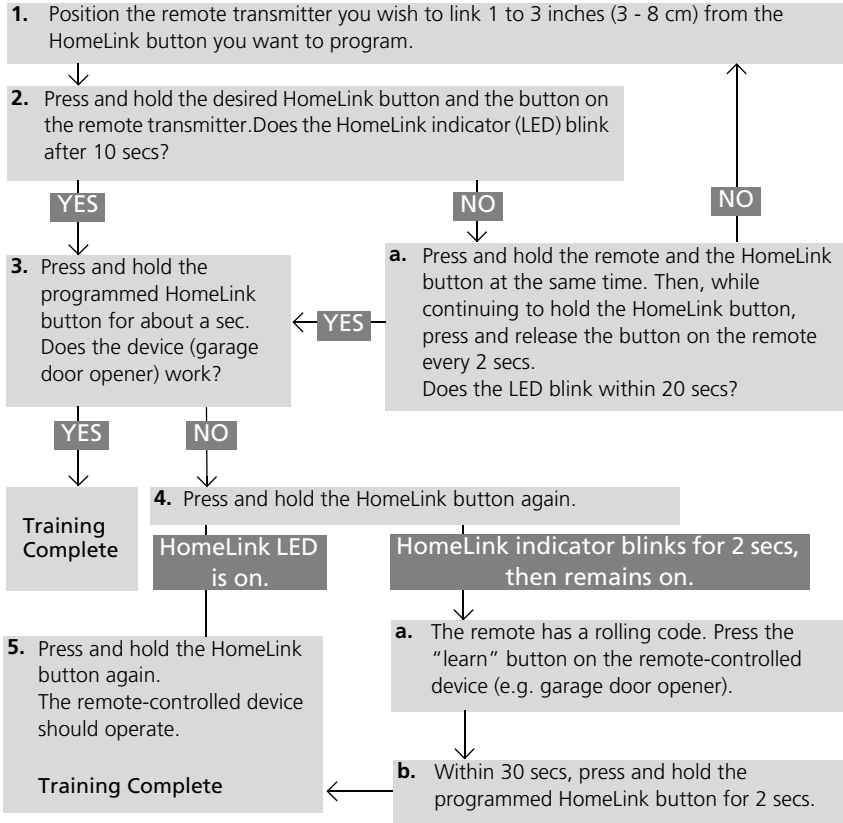 1. Position the remote transmitter you wish to link 1 to 3 inches (3 - 8 cm) from the
HomeLink button you want to program.
2. Press and hold the desired HomeLink button and the button on
the remote transmitter.Does the HomeLink indicator (LED) blink
after 10 secs?
YES
NO
NO
3. Press and hold the
programmed HomeLink
button for about a sec.
Does the device (garage
door opener) work?
YES
a. Press and hold the remote and the HomeLink
button at the same time. Then, while
continuing to hold the HomeLink button,
press and release the button on the remote
every 2 secs.
Does the LED blink within 20 secs?
YES
NO
Training
Complete
4. Press and hold the HomeLink button again.
HomeLink LED
is on.
HomeLink indicator blinks for 2 secs,
then remains on.
5. Press and hold the HomeLink
button again.
The remote-controlled device
should operate.
Training Complete
a. The remote has a rolling code. Press the
“learn” button on the remote-controlled
device (e.g. garage door opener).
b. Within 30 secs, press and hold the
programmed HomeLink button for 2 secs.